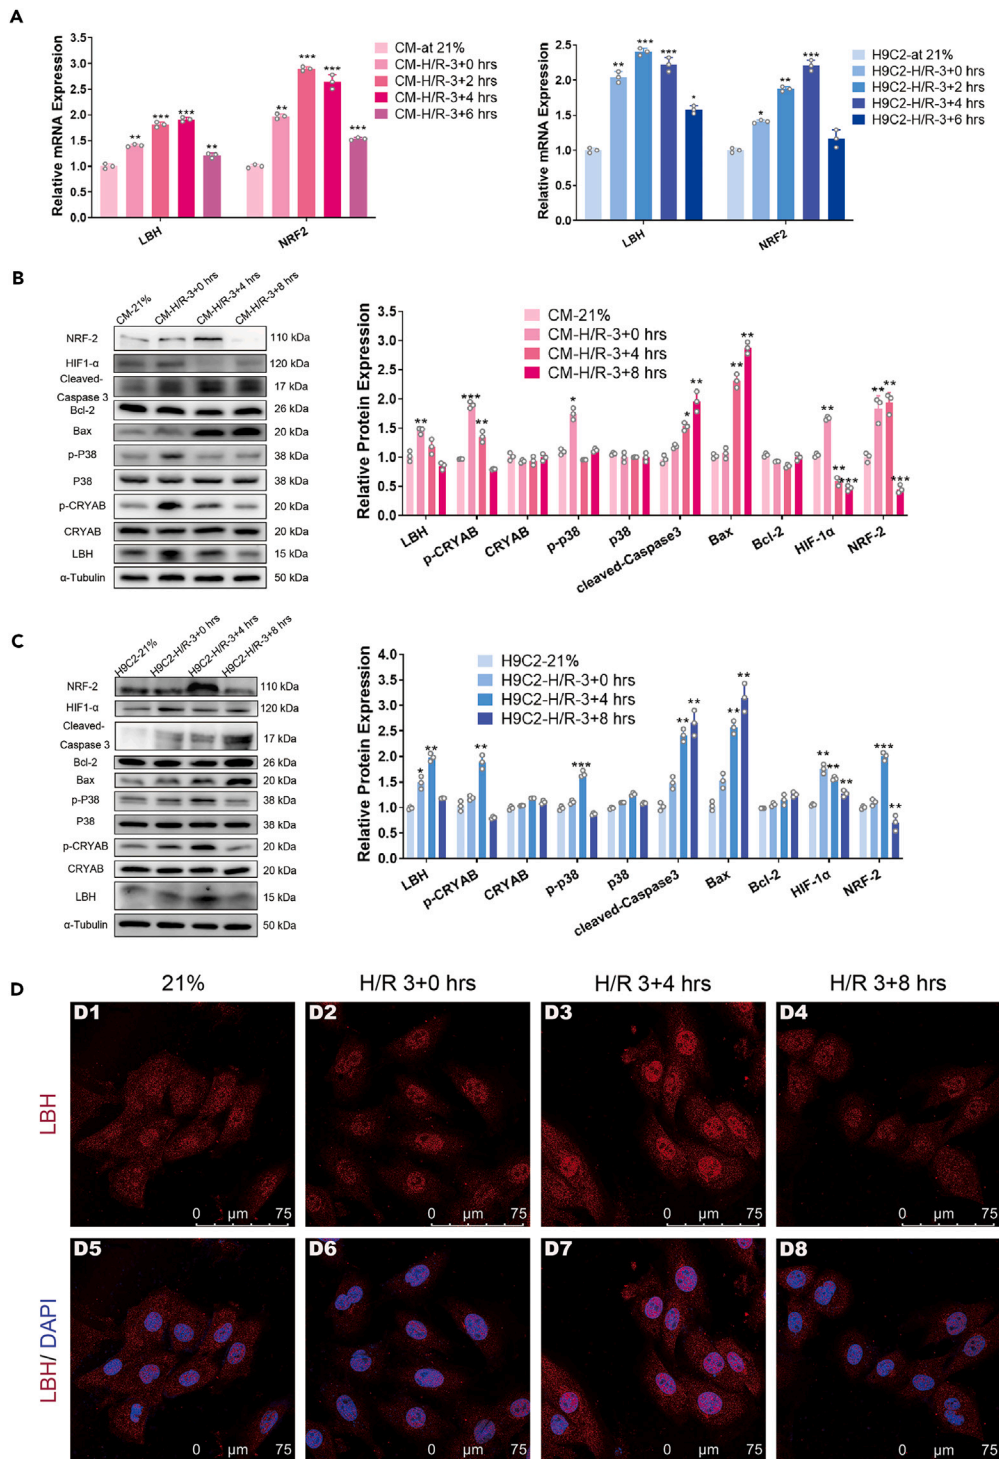 A
Relative mRNA Expression
3.5
3.0
2.5
2.0
1.5
1.0
0.5
0.0
LBH
NRF2
CM-at 21%
CM-H/R-3+0 hrs
CM-H/R-3+2 hrs
CM-H/R-3+4 hrs
CM-H/R-3+6 hrs
** *** *** **
** *** *** ***
Relative mRNA Expression
2.5
2.0
1.5
1.0
0.5
0.0
LBH
NRF2
H9C2-at 21%
H9C2-H/R-3+0 hrs
H9C2-H/R-3+2 hrs
H9C2-H/R-3+4 hrs
H9C2-H/R-3+6 hrs
** *** *** *
* ** ***
B
CM-21%
CM-H/R-3+0 hrs
CM-H/R-3+4 hrs
CM-H/R-3+8 hrs
NRF-2 110 kDa
HIF1-α 120 kDa
Cleaved-
Caspase 3 17 kDa
Bcl-2 26 kDa
Bax 20 kDa
p-P38 38 kDa
P38 38 kDa
p-CRYAB 20 kDa
CRYAB 20 kDa
LBH 15 kDa
α-Tubulin 50 kDa
Relative Protein Expression
3.5
3.0
2.5
2.0
1.5
1.0
0.5
0.0
CM-21%
CM-H/R-3+0 hrs
CM-H/R-3+4 hrs
CM-H/R-3+8 hrs
** *** ** * * ** ** ** ** ** *** ** ** ***
LBH
p-CRYAB
CRYAB
p-p38
p38
cleaved-Caspase3
Bax
Bcl-2
HIF-1α
NRF-2
C
H9C2-21%
H9C2-H/R-3+0 hrs
H9C2-H/R-3+4 hrs
H9C2-H/R-3+8 hrs
NRF-2 110 kDa
HIF1-α 120 kDa
Cleaved-
Caspase 3 17 kDa
Bcl-2 26 kDa
Bax 20 kDa
p-P38 38 kDa
P38 38 kDa
p-CRYAB 20 kDa
CRYAB 20 kDa
LBH 15 kDa
α-Tubulin 50 kDa
Relative Protein Expression
4.0
3.5
3.0
2.5
2.0
1.5
1.0
0.5
0.0
H9C2-21%
H9C2-H/R-3+0 hrs
H9C2-H/R-3+4 hrs
H9C2-H/R-3+8 hrs
* ** ** *** ** ** ** ** ** ** ** *** **
LBH
p-CRYAB
CRYAB
p-p38
p38
cleaved-Caspase3
Bax
Bcl-2
HIF-1α
NRF-2
D
21% H/R 3+0 hrs H/R 3+4 hrs H/R 3+8 hrs
LBH
D1 D2 D3 D4
0 µm 75 0 µm 75 0 µm 75 0 µm 75
LBH/ DAPI
D5 D6 D7 D8
0 µm 75 0 µm 75 0 µm 75 0 µm 75